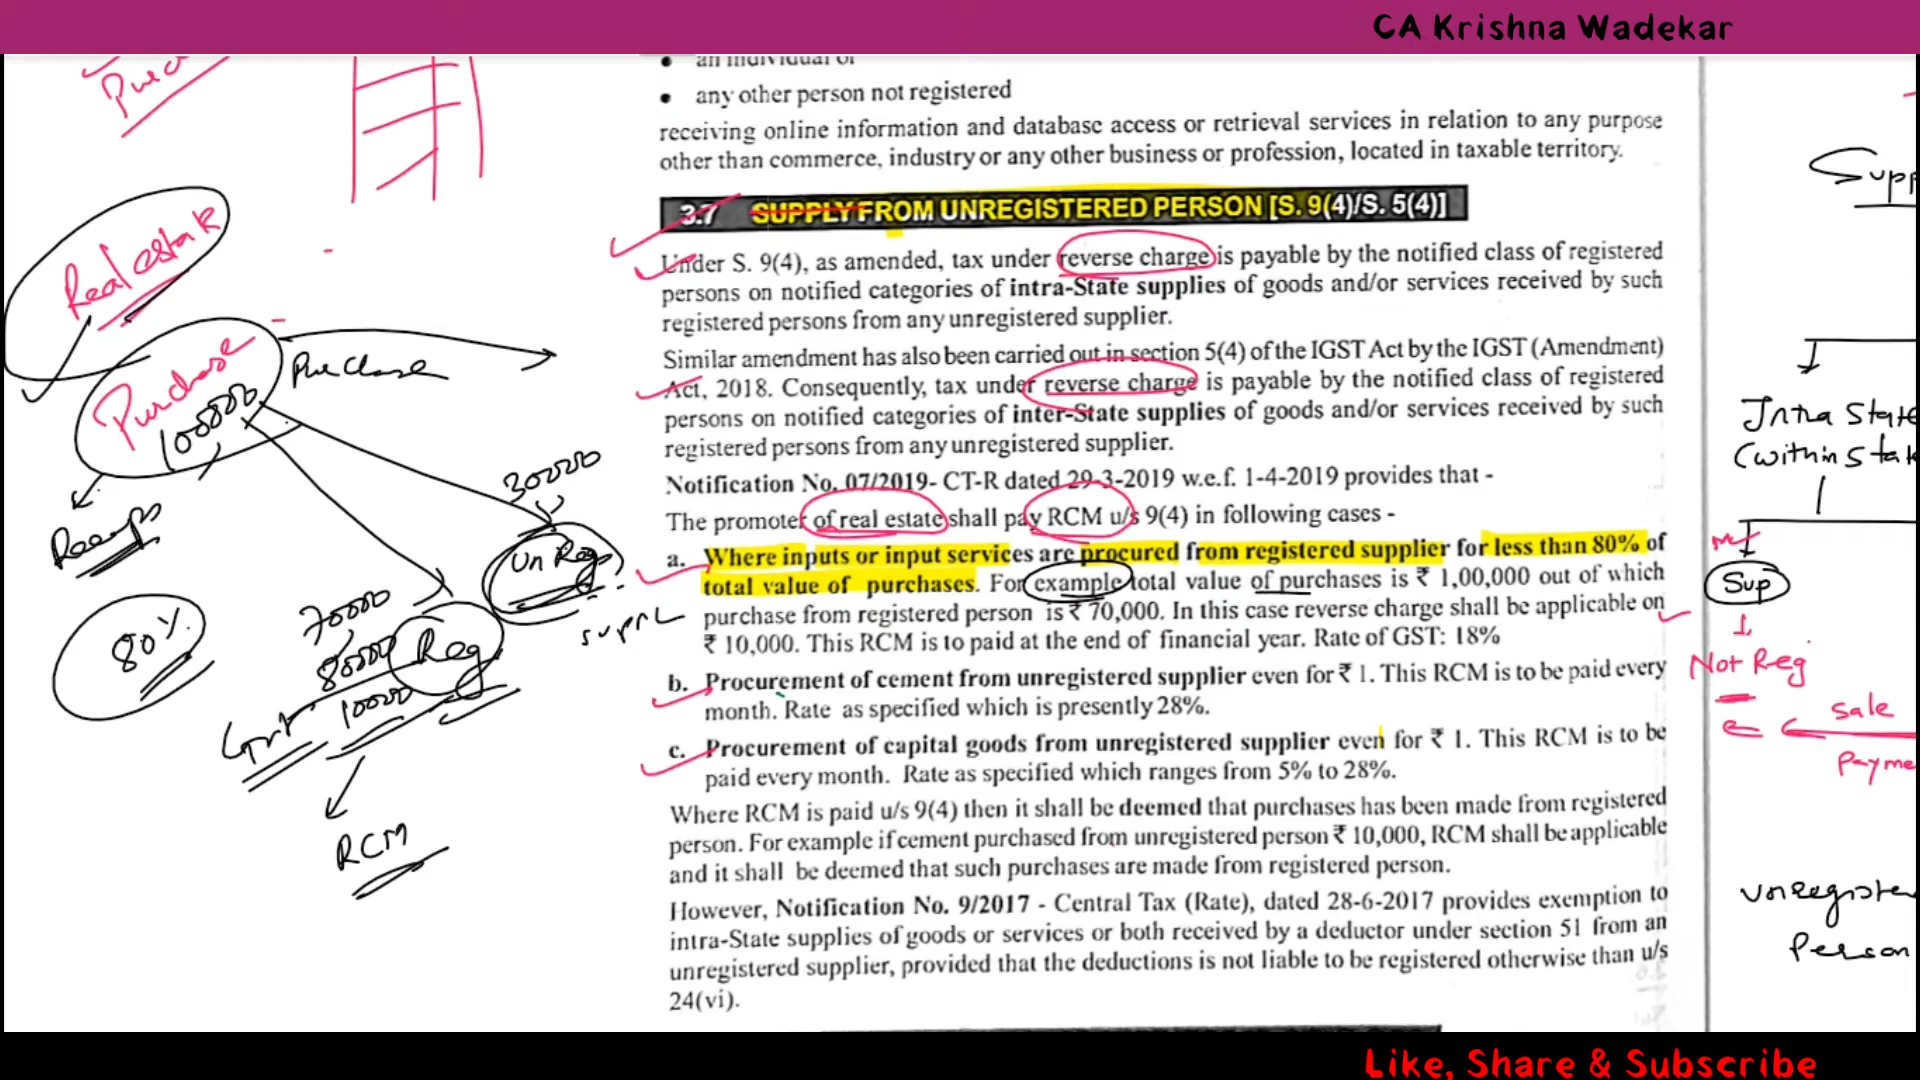 CA Krishna Wadekar
an individual or
any other person not registered
receiving online information and database access or retrieval services in relation to any purpose
other than commerce, industry or any other business or profession, located in taxable territory.
3.7 SUPPLY FROM UNREGISTERED PERSON [S. 9(4)/S. 5(4)]
Under S. 9(4), as amended, tax under reverse charge is payable by the notified class of registered
persons on notified categories of intra-State supplies of goods and/or services received by such
registered persons from any unregistered supplier.
Similar amendment has also been carried out in section 5(4) of the IGST Act by the IGST (Amendment)
Act, 2018. Consequently, tax under reverse charge is payable by the notified class of registered
persons on notified categories of inter-State supplies of goods and/or services received by such
registered persons from any unregistered supplier.
Notification No. 07/2019- CT-R dated 29-3-2019 w.e.f. 1-4-2019 provides that -
The promoter of real estate shall pay RCM u/s 9(4) in following cases -
a. Where inputs or input services are procured from registered supplier for less than 80% of
total value of purchases. For example total value of purchases is ₹ 1,00,000 out of which
purchase from registered person is ₹ 70,000. In this case reverse charge shall be applicable on
₹ 10,000. This RCM is to paid at the end of financial year. Rate of GST: 18%
b. Procurement of cement from unregistered supplier even for ₹ 1. This RCM is to be paid every
month. Rate as specified which is presently 28%.
c. Procurement of capital goods from unregistered supplier even for ₹ 1. This RCM is to be
paid every month. Rate as specified which ranges from 5% to 28%.
Where RCM is paid u/s 9(4) then it shall be deemed that purchases has been made from registered
person. For example if cement purchased from unregistered person ₹ 10,000, RCM shall be applicable
and it shall be deemed that such purchases are made from registered person.
However, Notification No. 9/2017 - Central Tax (Rate), dated 28-6-2017 provides exemption to
intra-State supplies of goods or services or both received by a deductor under section 51 from an
unregistered supplier, provided that the deductions is not liable to be registered otherwise than u/s
24(vi).
Real estate
Purchase
100000
Purchase
300000
Un Reg
70000
80000
Reg
10000
80%
RCM
Supp
Intra State
(within State
Sup
Not Reg
Sale
Payme
unRegister
Person
Like, Share & Subscribe